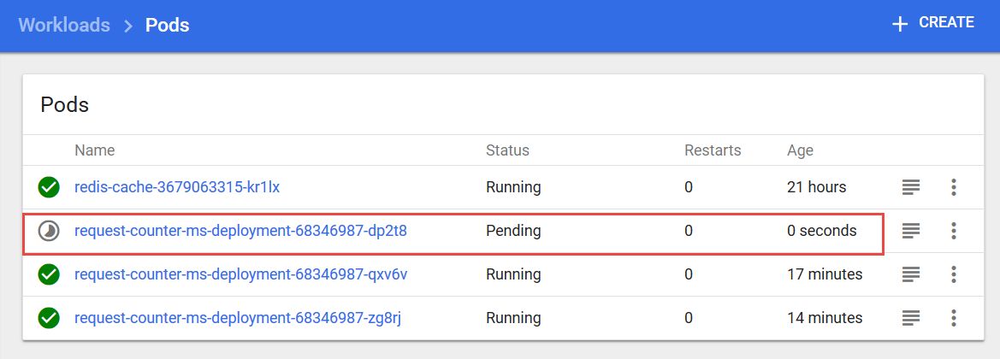 Workloads > Pods + CREATE
Pods
Name Status Restarts Age
redis-cache-3679063315-kr1lx Running 0 21 hours
request-counter-ms-deployment-68346987-dp2t8 Pending 0 0 seconds
request-counter-ms-deployment-68346987-qxv6v Running 0 17 minutes
request-counter-ms-deployment-68346987-zg8rj Running 0 14 minutes